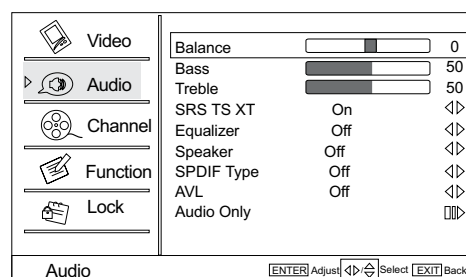 Video
Audio
Channel
Function
Lock
Balance 0
Bass 50
Treble 50
SRS TS XT On
Equalizer Off
Speaker Off
SPDIF Type Off
AVL Off
Audio Only
Audio
ENTER Adjust Select EXIT Back